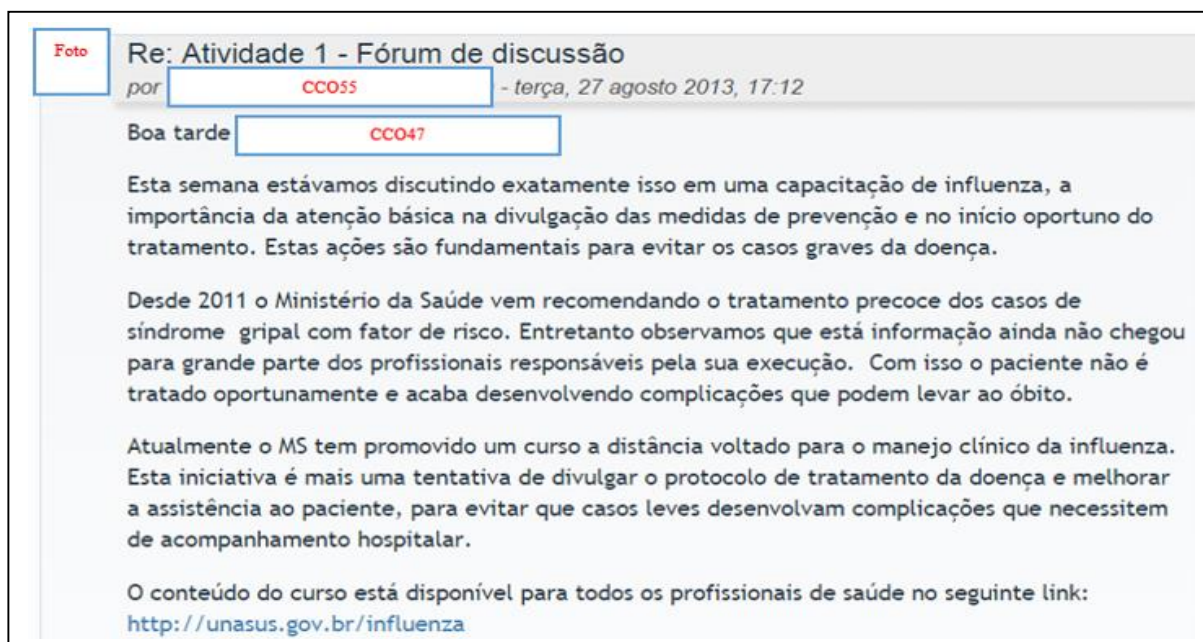 Foto
Re: Atividade 1 - Fórum de discussão
por CCO55 - terça, 27 agosto 2013, 17:12
Boa tarde CCO47
Esta semana estávamos discutindo exatamente isso em uma capacitação de influenza, a
importância da atenção básica na divulgação das medidas de prevenção e no início oportuno do
tratamento. Estas ações são fundamentais para evitar os casos graves da doença.
Desde 2011 o Ministério da Saúde vem recomendando o tratamento precoce dos casos de
síndrome gripal com fator de risco. Entretanto observamos que está informação ainda não chegou
para grande parte dos profissionais responsáveis pela sua execução. Com isso o paciente não é
tratado oportunamente e acaba desenvolvendo complicações que podem levar ao óbito.
Atualmente o MS tem promovido um curso a distância voltado para o manejo clínico da influenza.
Esta iniciativa é mais uma tentativa de divulgar o protocolo de tratamento da doença e melhorar
a assistência ao paciente, para evitar que casos leves desenvolvam complicações que necessitem
de acompanhamento hospitalar.
O conteúdo do curso está disponível para todos os profissionais de saúde no seguinte link:
http://unasus.gov.br/influenza